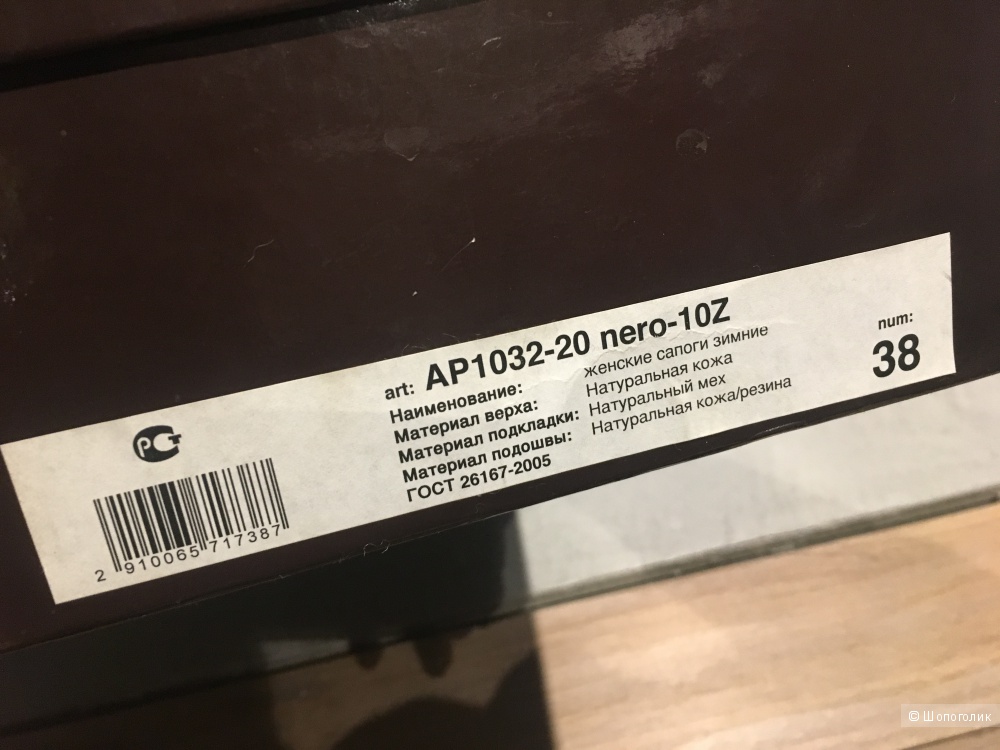 art: AP1032-20 nero-10Z
Наименование: женские сапоги зимние
Материал верха: Натуральная кожа
Материал подкладки: Натуральный мех
Материал подошвы: Натуральная кожа/резина
ГОСТ 26167-2005
num:
38
РСТ
2 910065 717387
© Шопоголик